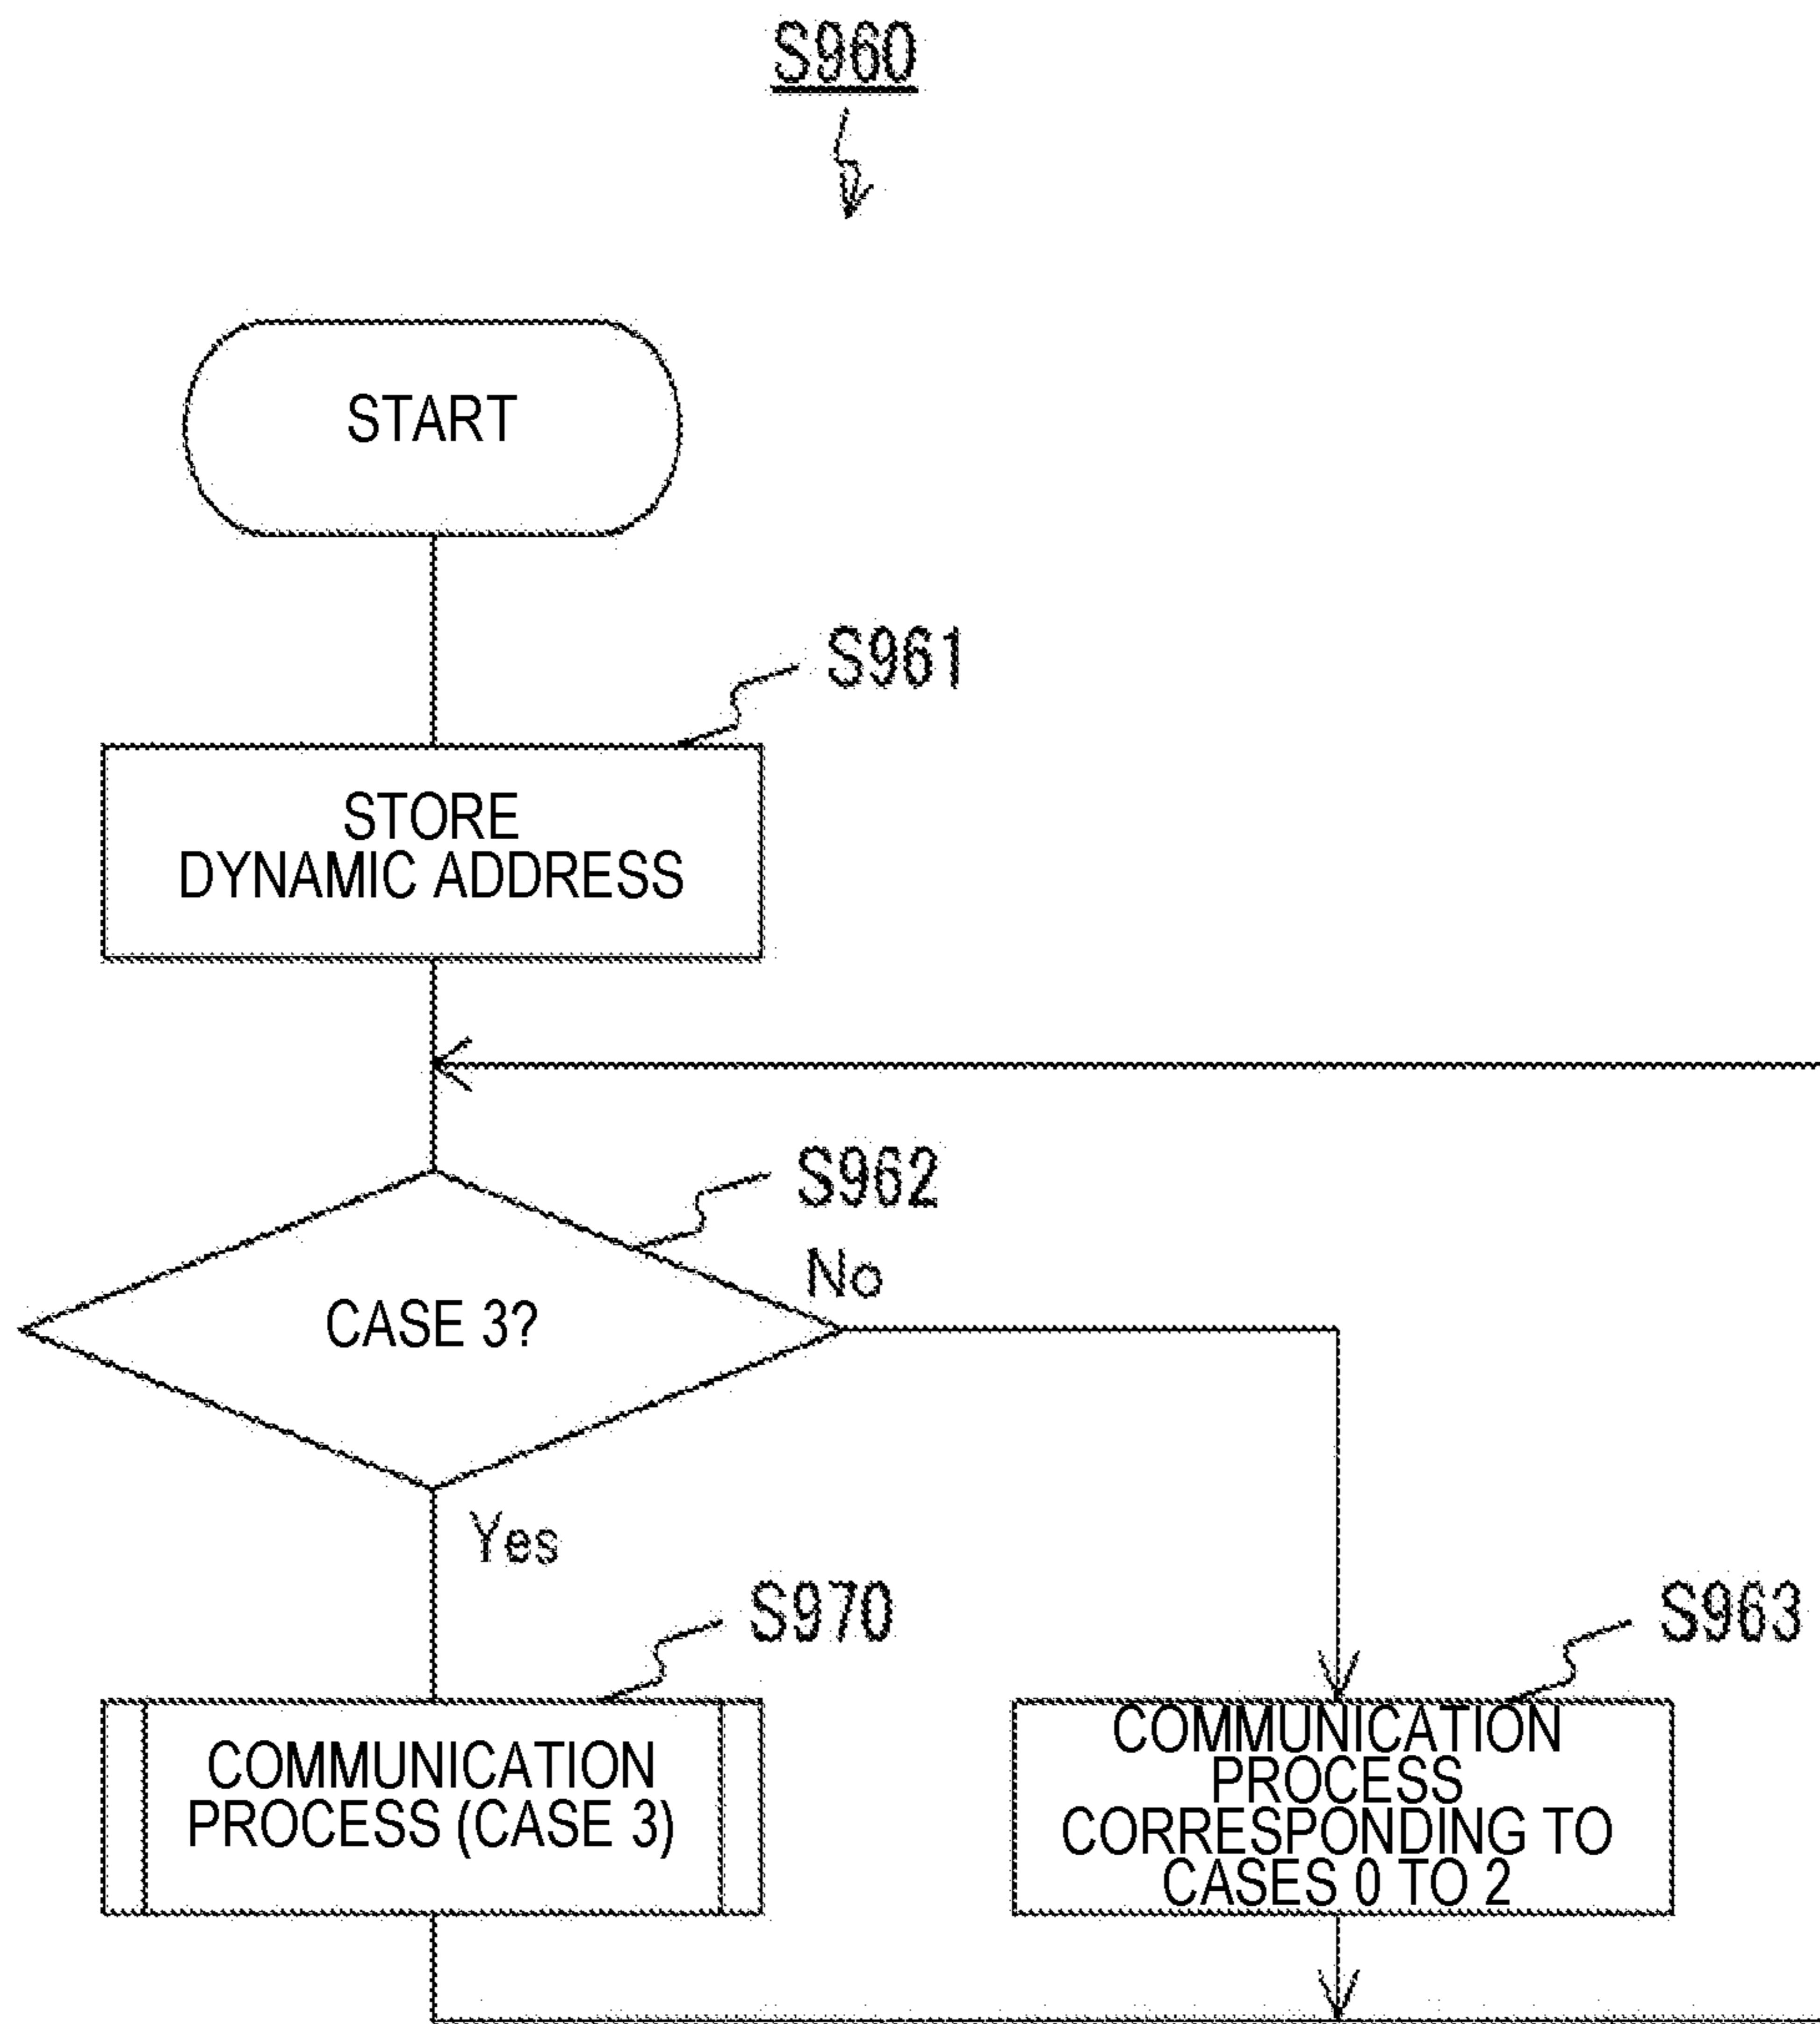 S960
START
S961
STORE
DYNAMIC ADDRESS
S962
No
CASE 3?
Yes
S970
S963
COMMUNICATION
PROCESS (CASE 3)
COMMUNICATION
PROCESS
CORRESPONDING TO
CASES 0 TO 2